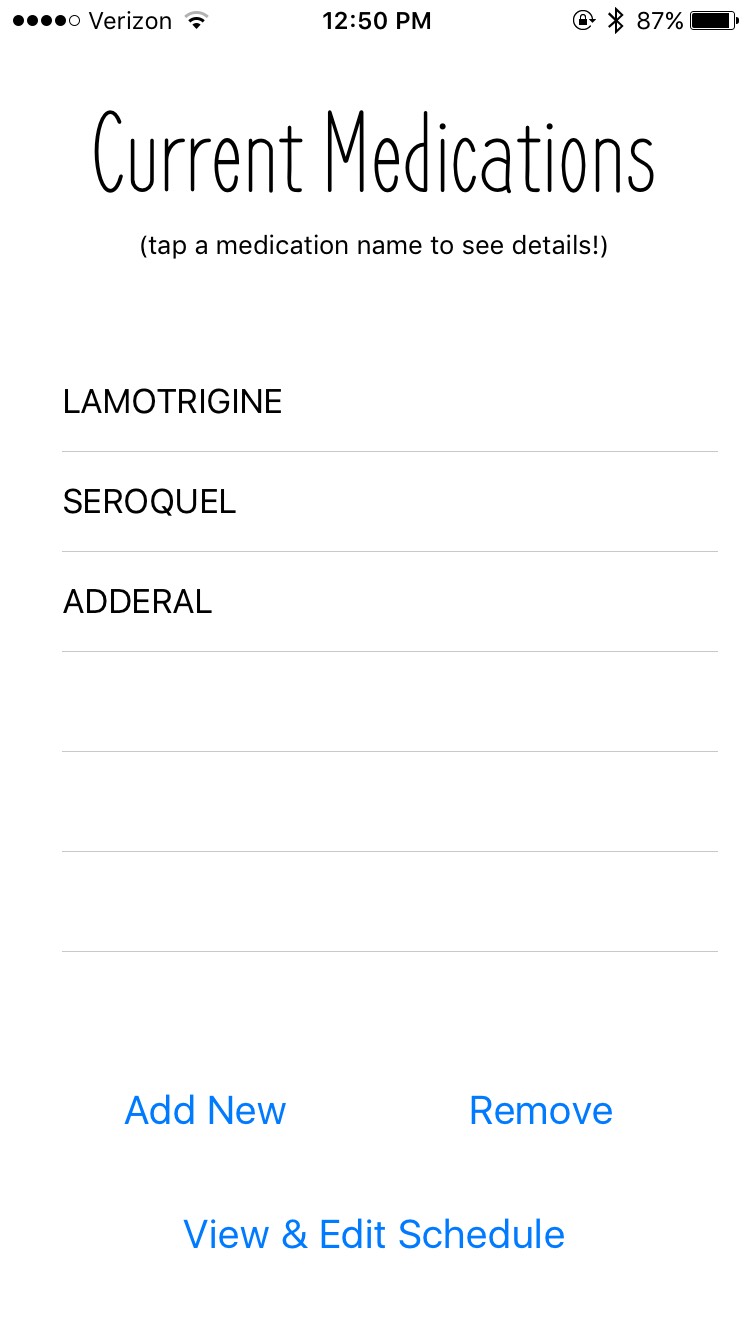 Verizon 12:50 PM 87%
Current Medications
(tap a medication name to see details!)
LAMOTRIGINE
SEROQUEL
ADDERAL
Add New Remove
View & Edit Schedule